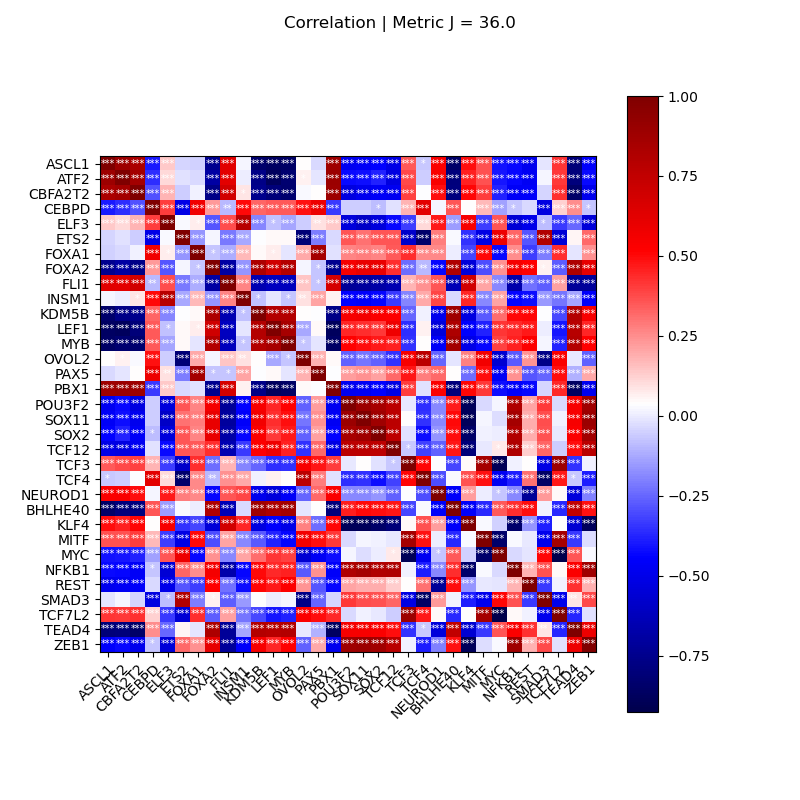 Correlation | Metric J = 36.0
ASCL1
ATF2
CBFA2T2
CEBPD
ELF3
ETS2
FOXA1
FOXA2
FLI1
INSM1
KDM5B
LEF1
MYB
OVOL2
PAX5
PBX1
POU3F2
SOX11
SOX2
TCF12
TCF3
TCF4
NEUROD1
BHLHE40
KLF4
MITF
MYC
NFKB1
REST
SMAD3
TCF7L2
TEAD4
ZEB1
ASCL1
ATF2
CBFA2T2
CEBPD
ELF3
ETS2
FOXA1
FOXA2
FLI1
INSM1
KDM5B
LEF1
MYB
OVOL2
PAX5
PBX1
POU3F2
SOX11
SOX2
TCF12
TCF3
TCF4
NEUROD1
BHLHE40
KLF4
MITF
MYC
NFKB1
REST
SMAD3
TCF7L2
TEAD4
ZEB1
1.00
0.75
0.50
0.25
0.00
−0.25
−0.50
−0.75